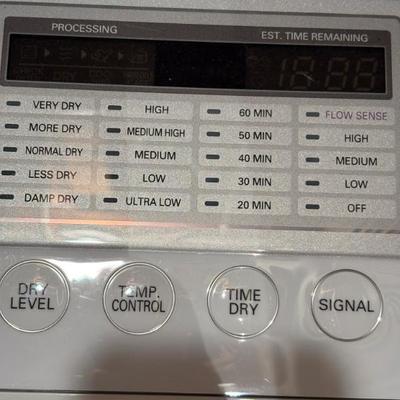 PROCESSING
EST. TIME REMAINING
18:88
VERY DRY
HIGH
60 MIN
FLOW SENSE
MORE DRY
MEDIUM HIGH
50 MIN
HIGH
NORMAL DRY
MEDIUM
40 MIN
MEDIUM
LESS DRY
LOW
30 MIN
LOW
DAMP DRY
ULTRA LOW
20 MIN
OFF
DRY
LEVEL
TEMP.
CONTROL
TIME
DRY
SIGNAL